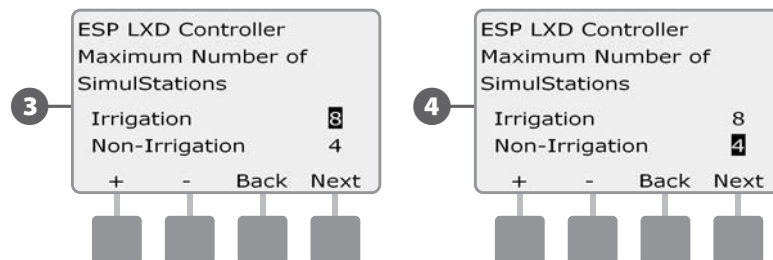 3
ESP LXD Controller
Maximum Number of
SimulStations
Irrigation 8
Non-Irrigation 4
+ - Back Next
4
ESP LXD Controller
Maximum Number of
SimulStations
Irrigation 8
Non-Irrigation 4
+ - Back Next